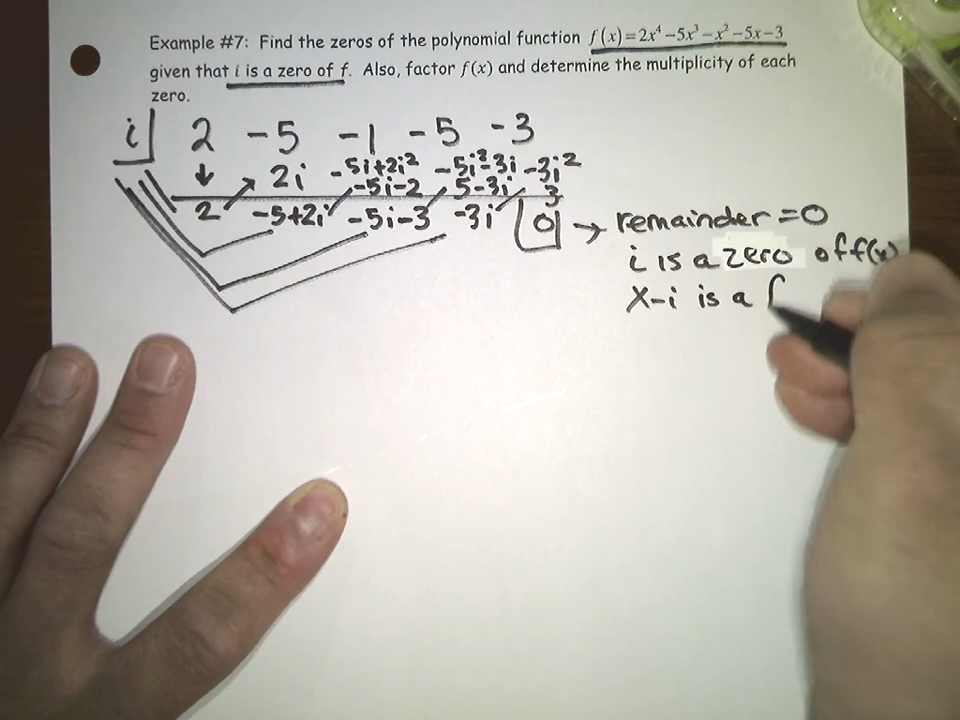 Example #7: Find the zeros of the polynomial function f(x)=2x⁴-5x³-x²-5x-3
given that i is a zero of f. Also, factor f(x) and determine the multiplicity of each
zero.
i 2 -5 -1 -5 -3
2i -5i+2i² -5i²-3i -3i²
-5i-2 5-3i 3
2 -5+2i -5i-3 -3i 0 → remainder=0
i is a zero of f(x)
x-i is a f